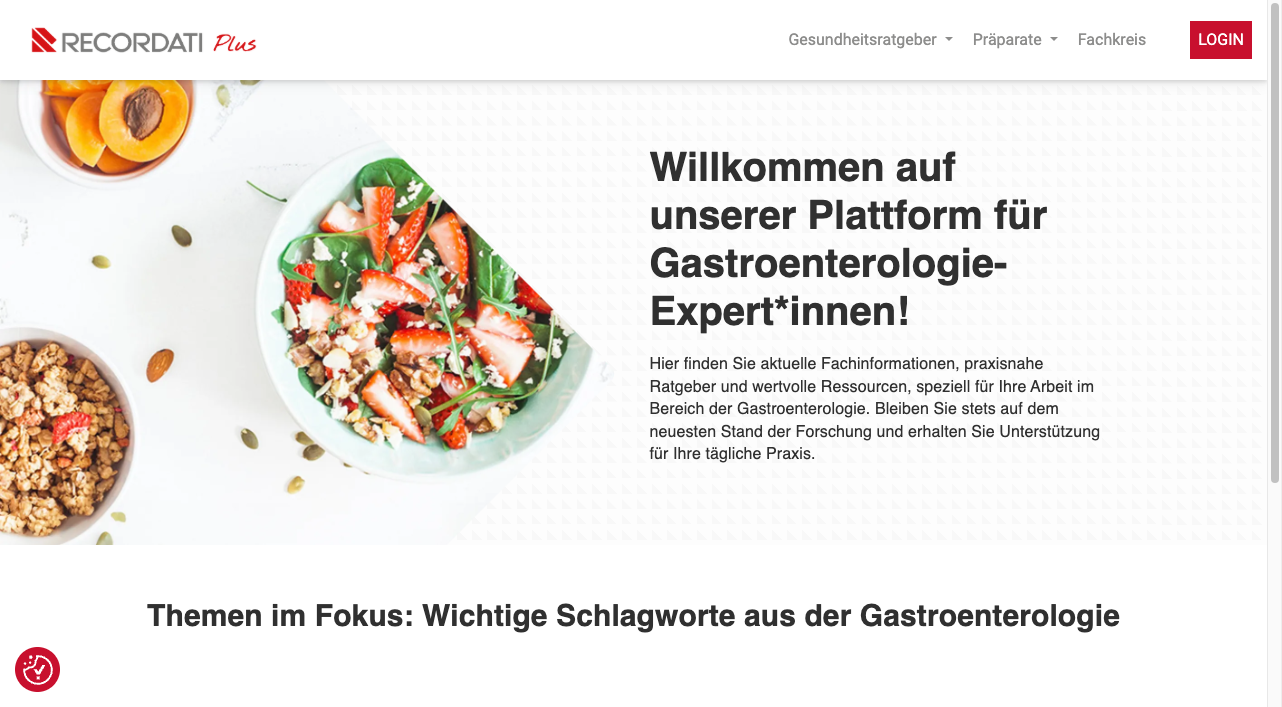 RECORDATI Plus
Gesundheitsratgeber
Präparate
Fachkreis
LOGIN
Willkommen auf
unserer Plattform für
Gastroenterologie-
Expert*innen!
Hier finden Sie aktuelle Fachinformationen, praxisnahe
Ratgeber und wertvolle Ressourcen, speziell für Ihre Arbeit im
Bereich der Gastroenterologie. Bleiben Sie stets auf dem
neuesten Stand der Forschung und erhalten Sie Unterstützung
für Ihre tägliche Praxis.
Themen im Fokus: Wichtige Schlagworte aus der Gastroenterologie